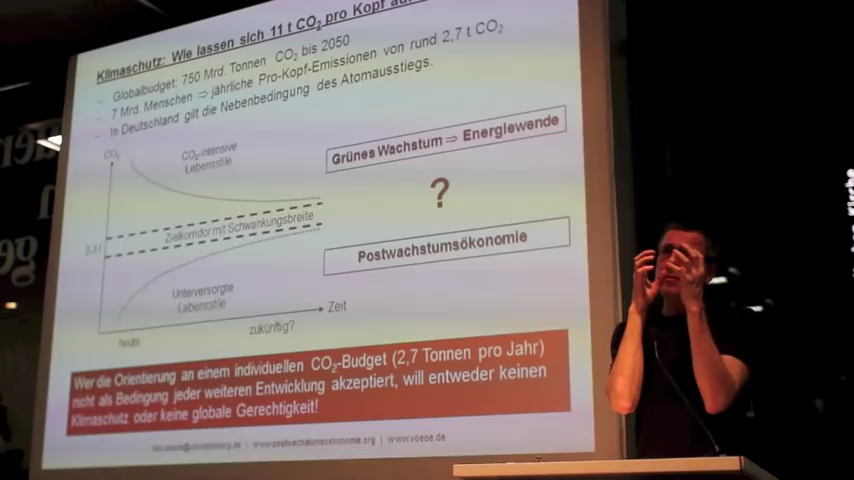 Klimaschutz: Wie lassen sich 11 t CO₂ pro Kopf auf
- Globalbudget: 750 Mrd. Tonnen CO₂ bis 2050
- 7 Mrd. Menschen ⇒ jährliche Pro-Kopf-Emissionen von rund 2,7 t CO₂
- In Deutschland gilt die Nebenbedingung des Atomausstiegs.
CO₂
CO₂-intensive
Lebensstile
Zielkorridor mit Schwankungsbreite
Unterversorgte
Lebensstile
Zeit
heute
zukünftig?
Grünes Wachstum ⇒ Energiewende
?
Postwachstumsökonomie
Wer die Orientierung an einem individuellen CO₂-Budget (2,7 Tonnen pro Jahr)
nicht als Bedingung jeder weiteren Entwicklung akzeptiert, will entweder keinen
Klimaschutz oder keine globale Gerechtigkeit!
| www.postwachstumsoekonomie.org | www.voeoe.de